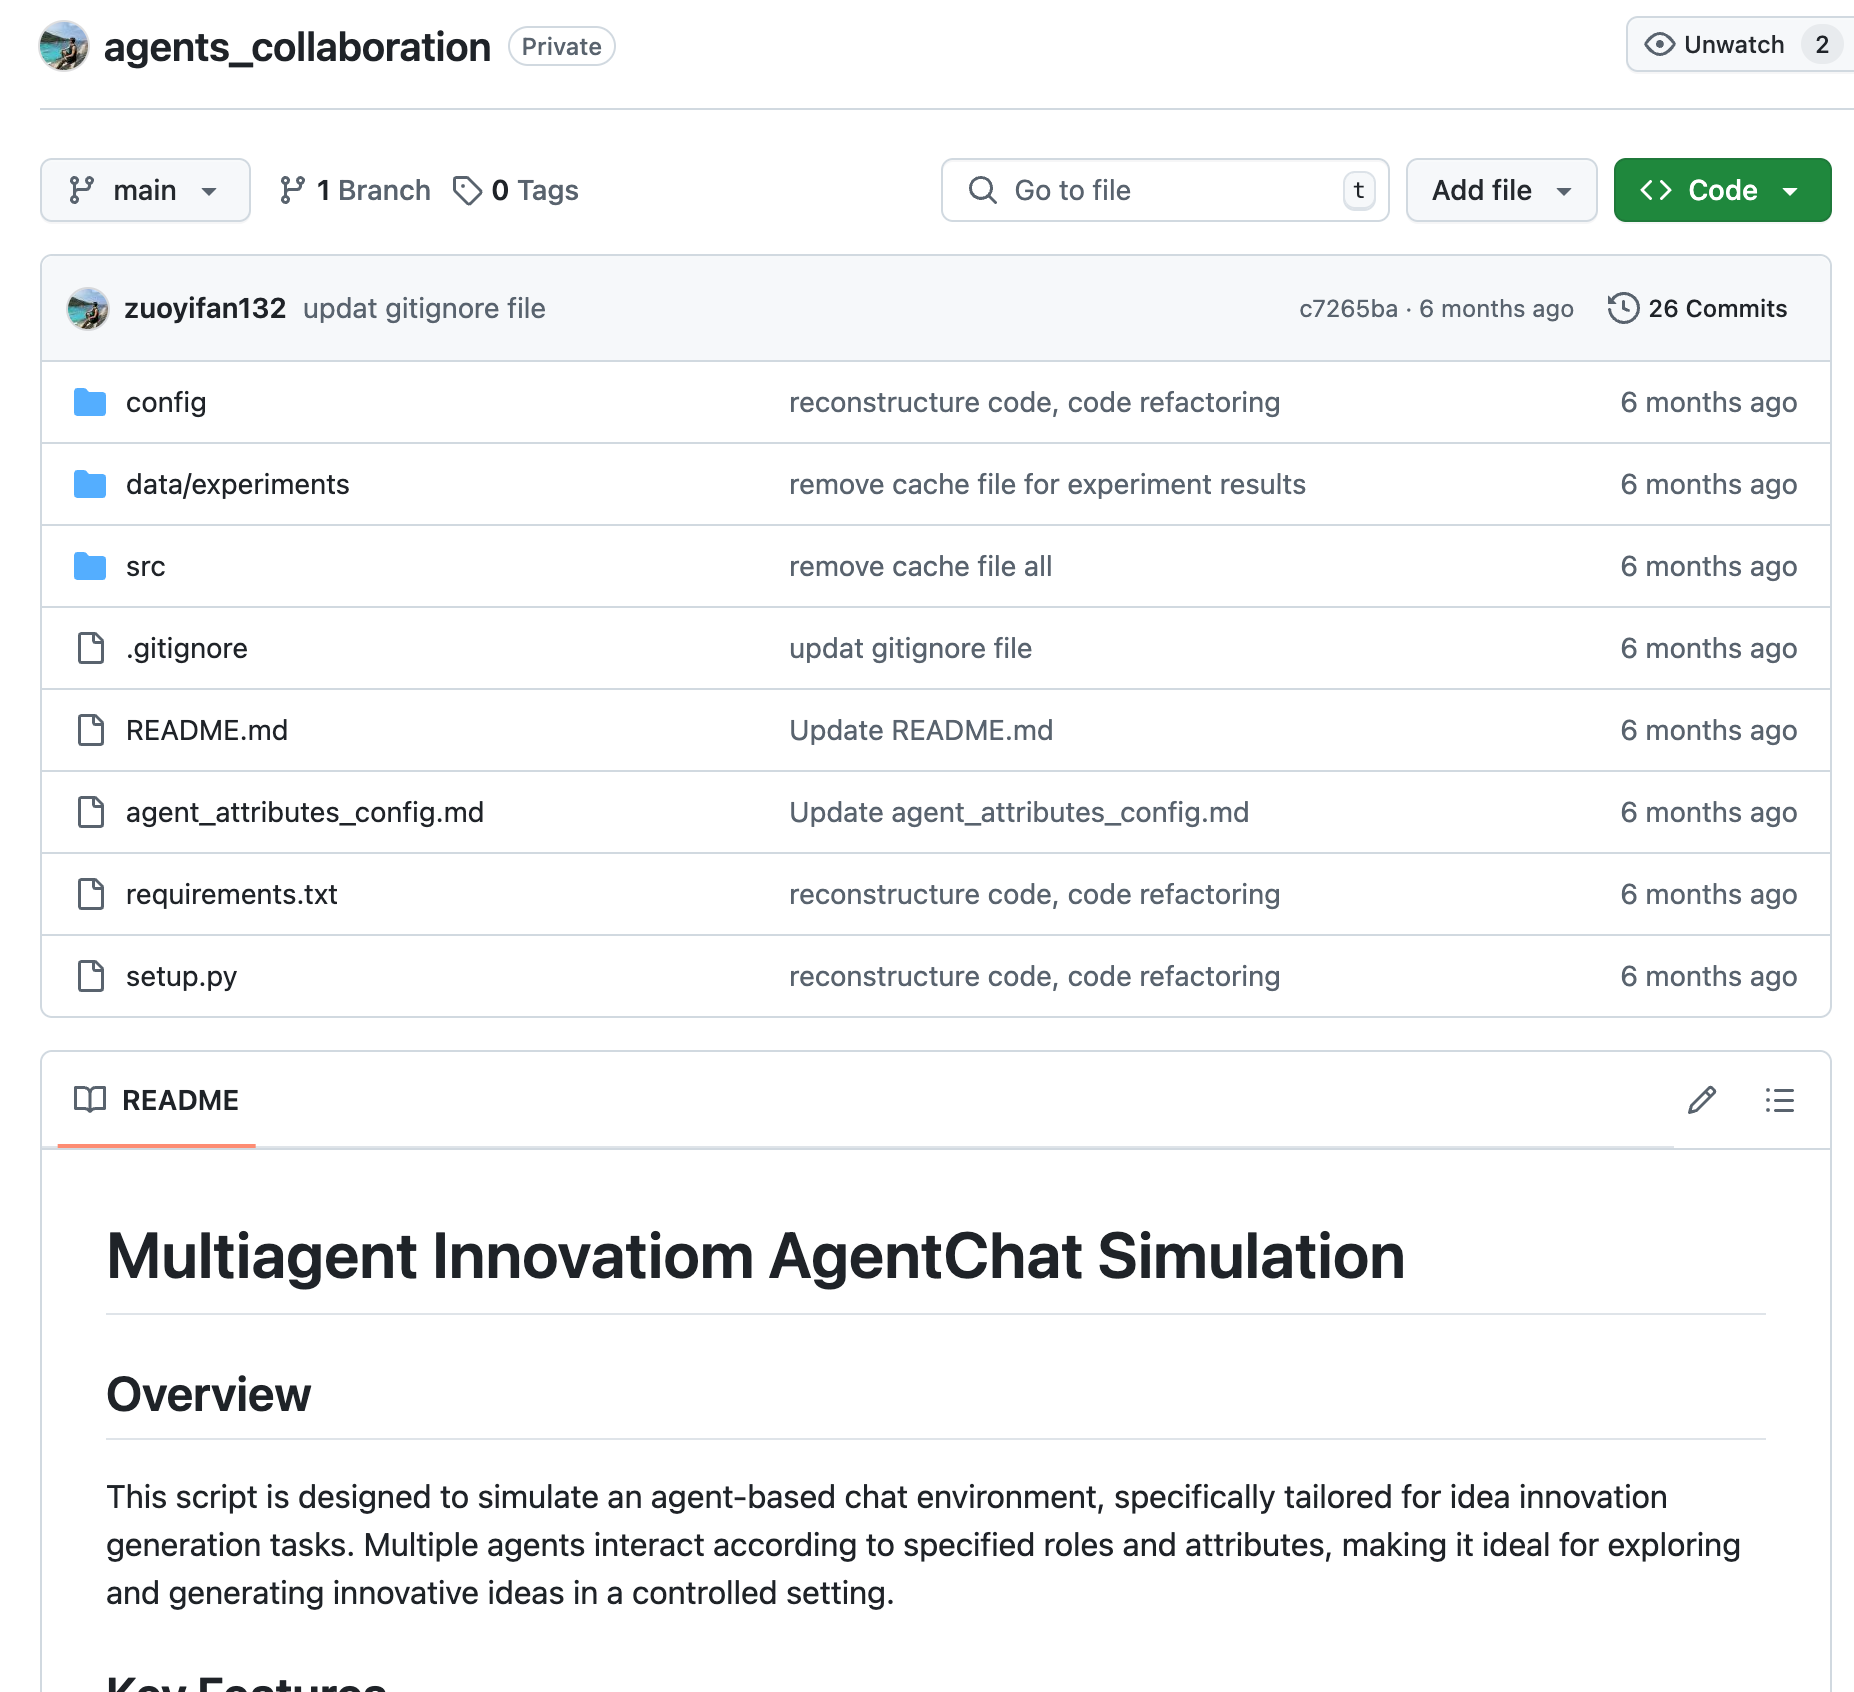 agents_collaboration Private Unwatch 2
main 1 Branch 0 Tags Go to file t Add file Code
zuoyifan132 updat gitignore file c7265ba · 6 months ago 26 Commits
config reconstructure code, code refactoring 6 months ago
data/experiments remove cache file for experiment results 6 months ago
src remove cache file all 6 months ago
.gitignore updat gitignore file 6 months ago
README.md Update README.md 6 months ago
agent_attributes_config.md Update agent_attributes_config.md 6 months ago
requirements.txt reconstructure code, code refactoring 6 months ago
setup.py reconstructure code, code refactoring 6 months ago
README
Multiagent Innovatiom AgentChat Simulation
Overview
This script is designed to simulate an agent-based chat environment, specifically tailored for idea innovation
generation tasks. Multiple agents interact according to specified roles and attributes, making it ideal for exploring
and generating innovative ideas in a controlled setting.
Key Features